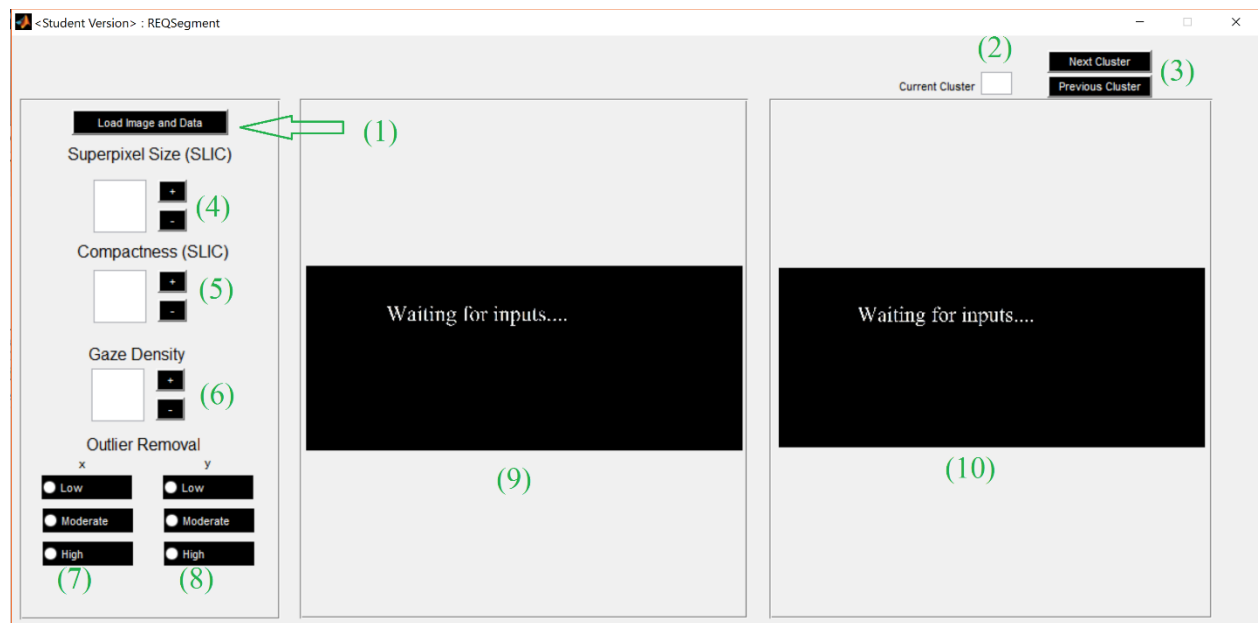 <Student Version> : REQSegment
(2)
Next Cluster
(3)
Current Cluster
Previous Cluster
Load Image and Data
(1)
Superpixel Size (SLIC)
+
-
(4)
Compactness (SLIC)
+
-
(5)
Gaze Density
+
-
(6)
Outlier Removal
x y
Low Low
Moderate Moderate
High High
(7) (8)
Waiting for inputs....
(9)
Waiting for inputs....
(10)